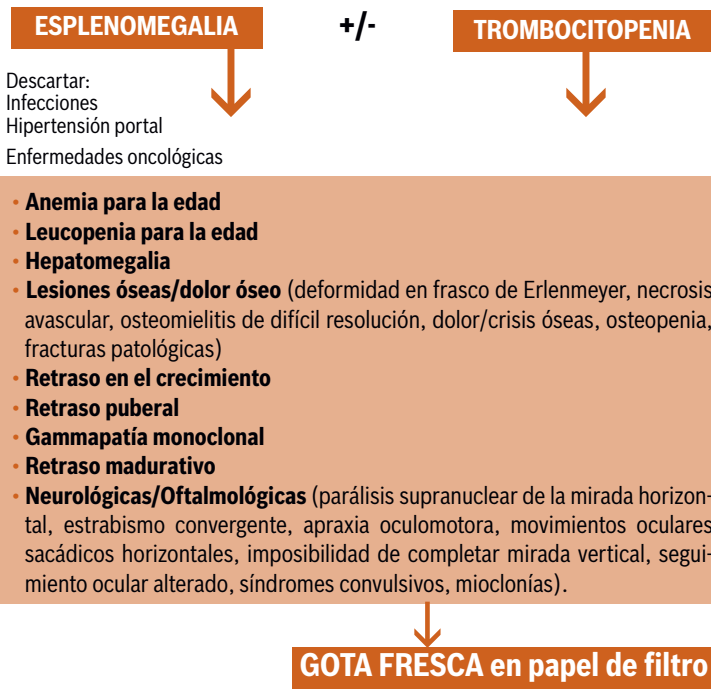 ESPLENOMEGALIA +/- TROMBOCITOPENIA
Descartar:
Infecciones
Hipertensión portal
Enfermedades oncológicas
• Anemia para la edad
• Leucopenia para la edad
• Hepatomegalia
• Lesiones óseas/dolor óseo (deformidad en frasco de Erlenmeyer, necrosis
avascular, osteomielitis de difícil resolución, dolor/crisis óseas, osteopenia,
fracturas patológicas)
• Retraso en el crecimiento
• Retraso puberal
• Gammapatía monoclonal
• Retraso madurativo
• Neurológicas/Oftalmológicas (parálisis supranuclear de la mirada horizon-
tal, estrabismo convergente, apraxia oculomotora, movimientos oculares
sacádicos horizontales, imposibilidad de completar mirada vertical, segui-
miento ocular alterado, síndromes convulsivos, mioclonías).
GOTA FRESCA en papel de filtro